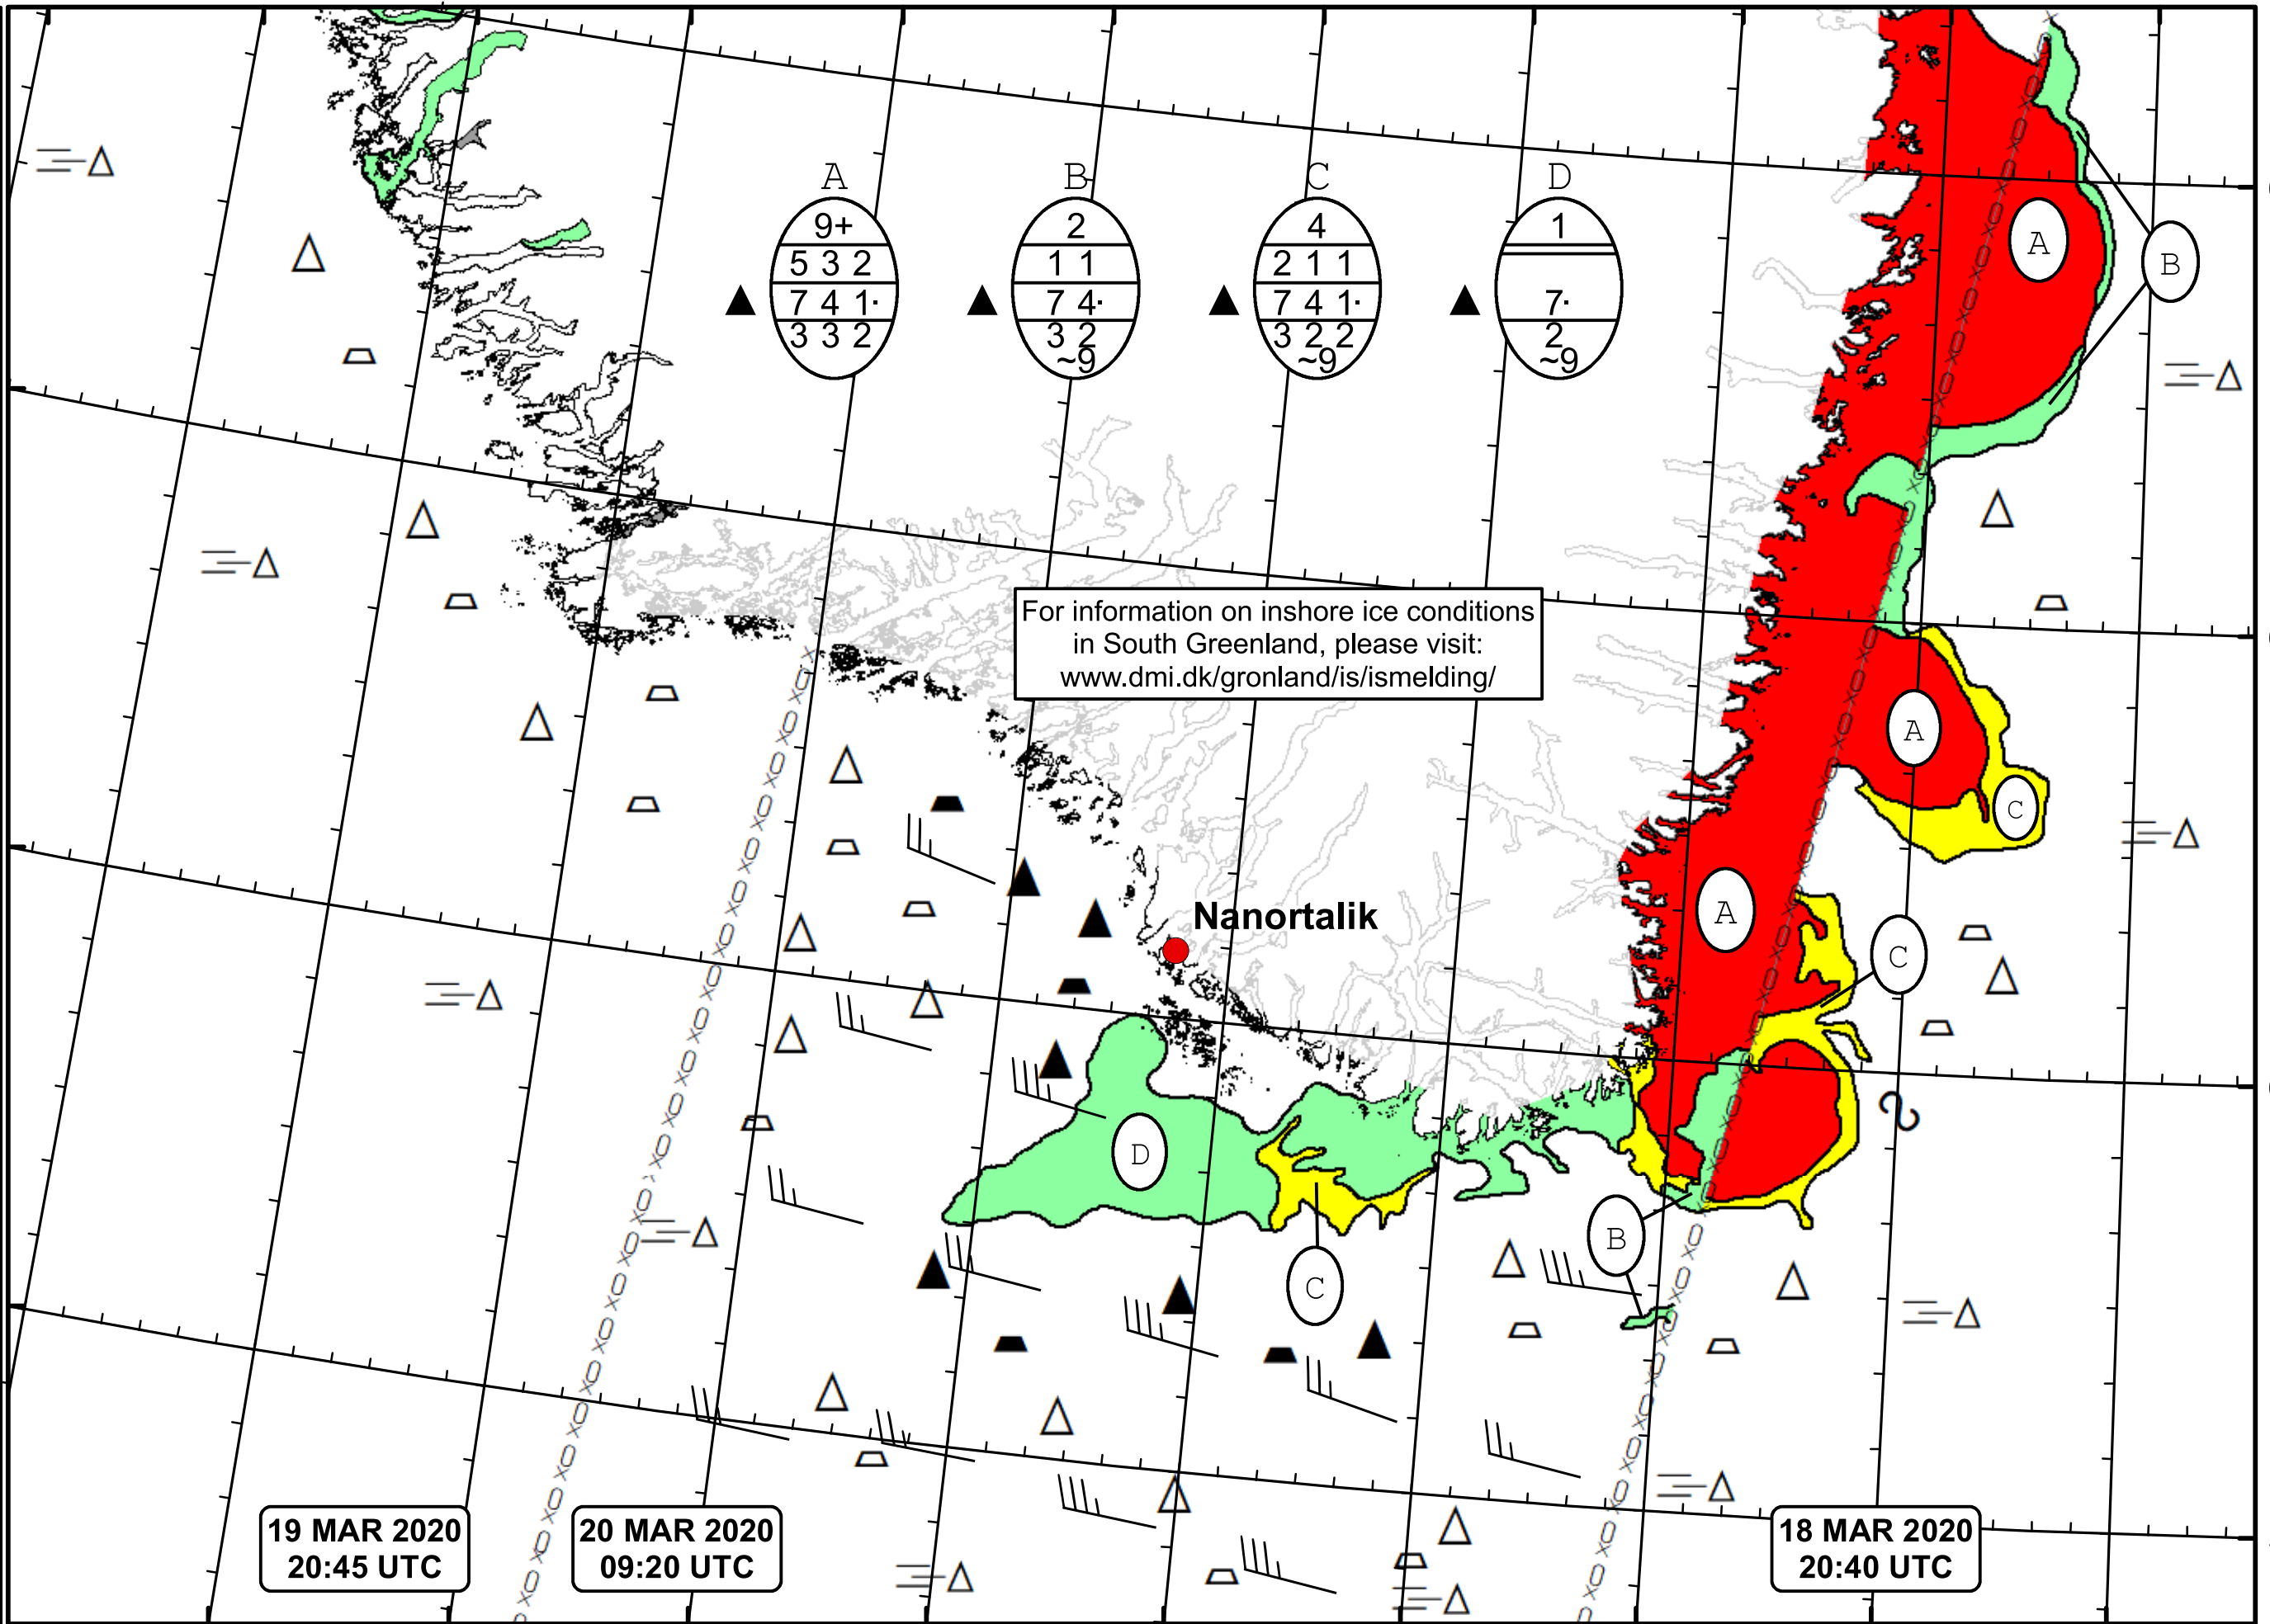 A B C D
9+ 2 4 1
5 3 2 1 1 2 1 1
7 4 1· 7 4· 7 4 1· 7·
3 3 2 3 2 3 2 2 2
~9 ~9 ~9
A
B
For information on inshore ice conditions
in South Greenland, please visit:
www.dmi.dk/gronland/is/ismelding/
A
C
Nanortalik
A
C
D
B
C
19 MAR 2020
20:45 UTC
20 MAR 2020
09:20 UTC
18 MAR 2020
20:40 UTC